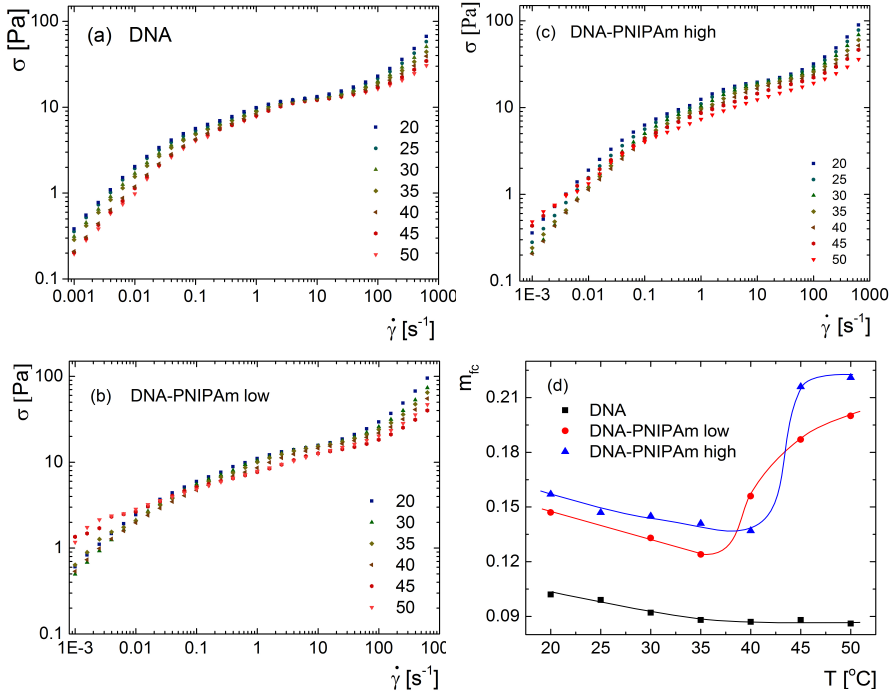 (a) DNA
σ [Pa]
100
10
1
0.1
20
25
30
35
40
45
50
0.001 0.01 0.1 1 10 100 1000
γ̇ [s⁻¹]
(c) DNA-PNIPAm high
σ [Pa]
100
10
1
0.1
20
25
30
35
40
45
50
1E-3 0.01 0.1 1 10 100
γ̇ [s⁻¹]
(b) DNA-PNIPAm low
σ [Pa]
100
10
1
0.1
20
30
35
40
45
50
1E-3 0.01 0.1 1 10 100
γ̇ [s⁻¹]
(d)
m_fc
0.21
0.18
0.15
0.12
0.09
DNA
DNA-PNIPAm low
DNA-PNIPAm high
20 25 30 35 40 45 50
T [°C]